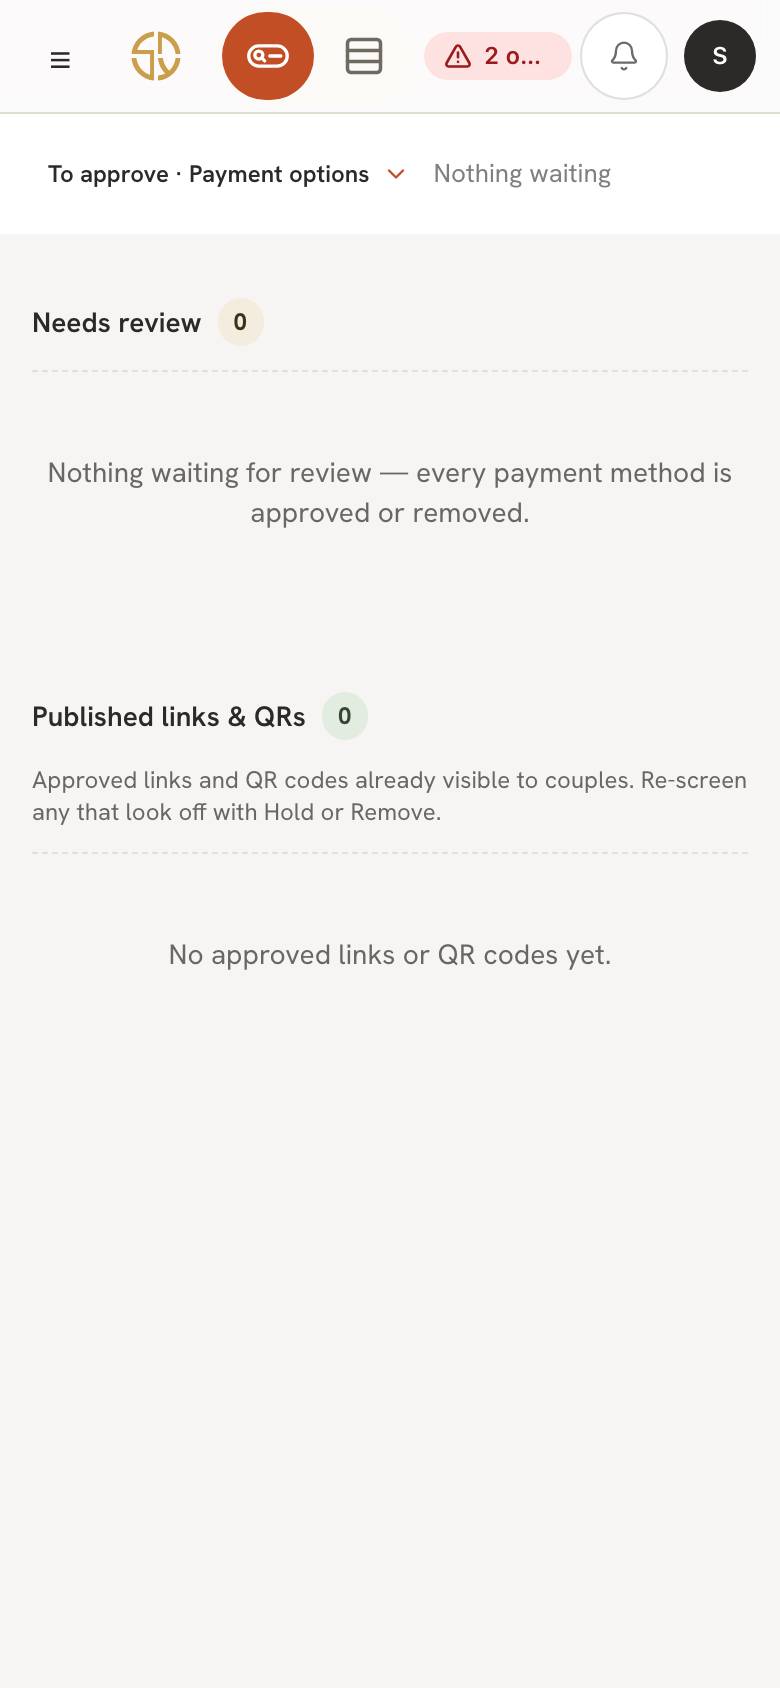 2 o...
S
To approve · Payment options
Nothing waiting
Needs review 0
Nothing waiting for review — every payment method is
approved or removed.
Published links & QRs 0
Approved links and QR codes already visible to couples. Re-screen
any that look off with Hold or Remove.
No approved links or QR codes yet.